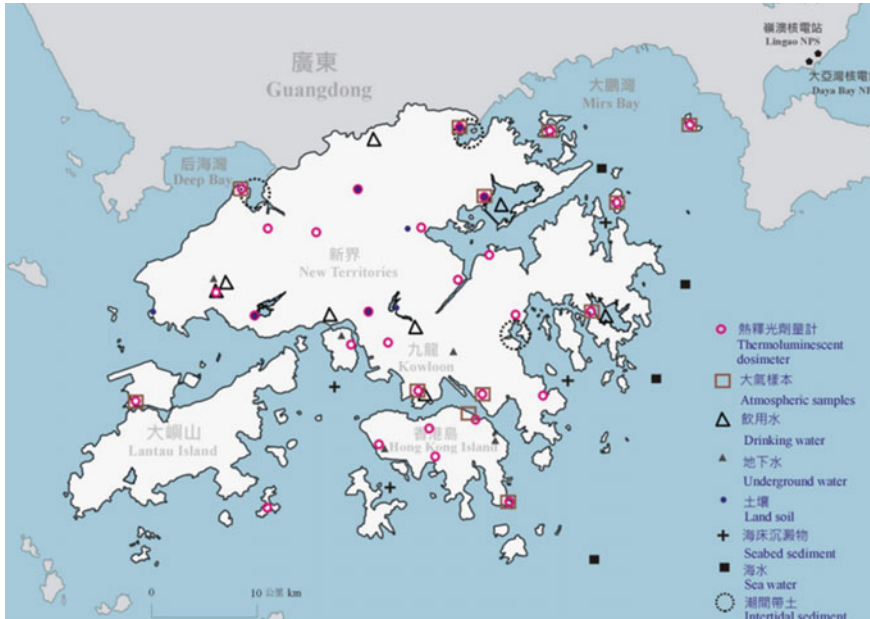 嶺澳核電站
Lingao NPS
大亞灣核電
Daya Bay NP
廣東
Guangdong
大鵬灣
Mirs Bay
后海灣
Deep Bay
新界
New Territories
九龍
Kowloon
大嶼山
Lantau Island
香港島
Hong Kong Island
0 10 公里 km
熱釋光劑量計
Thermoluminescent
dosimeter
大氣樣本
Atmospheric samples
飲用水
Drinking water
地下水
Underground water
土壤
Land soil
海床沉澱物
Seabed sediment
海水
Sea water
潮間帶土
Intertidal sediment